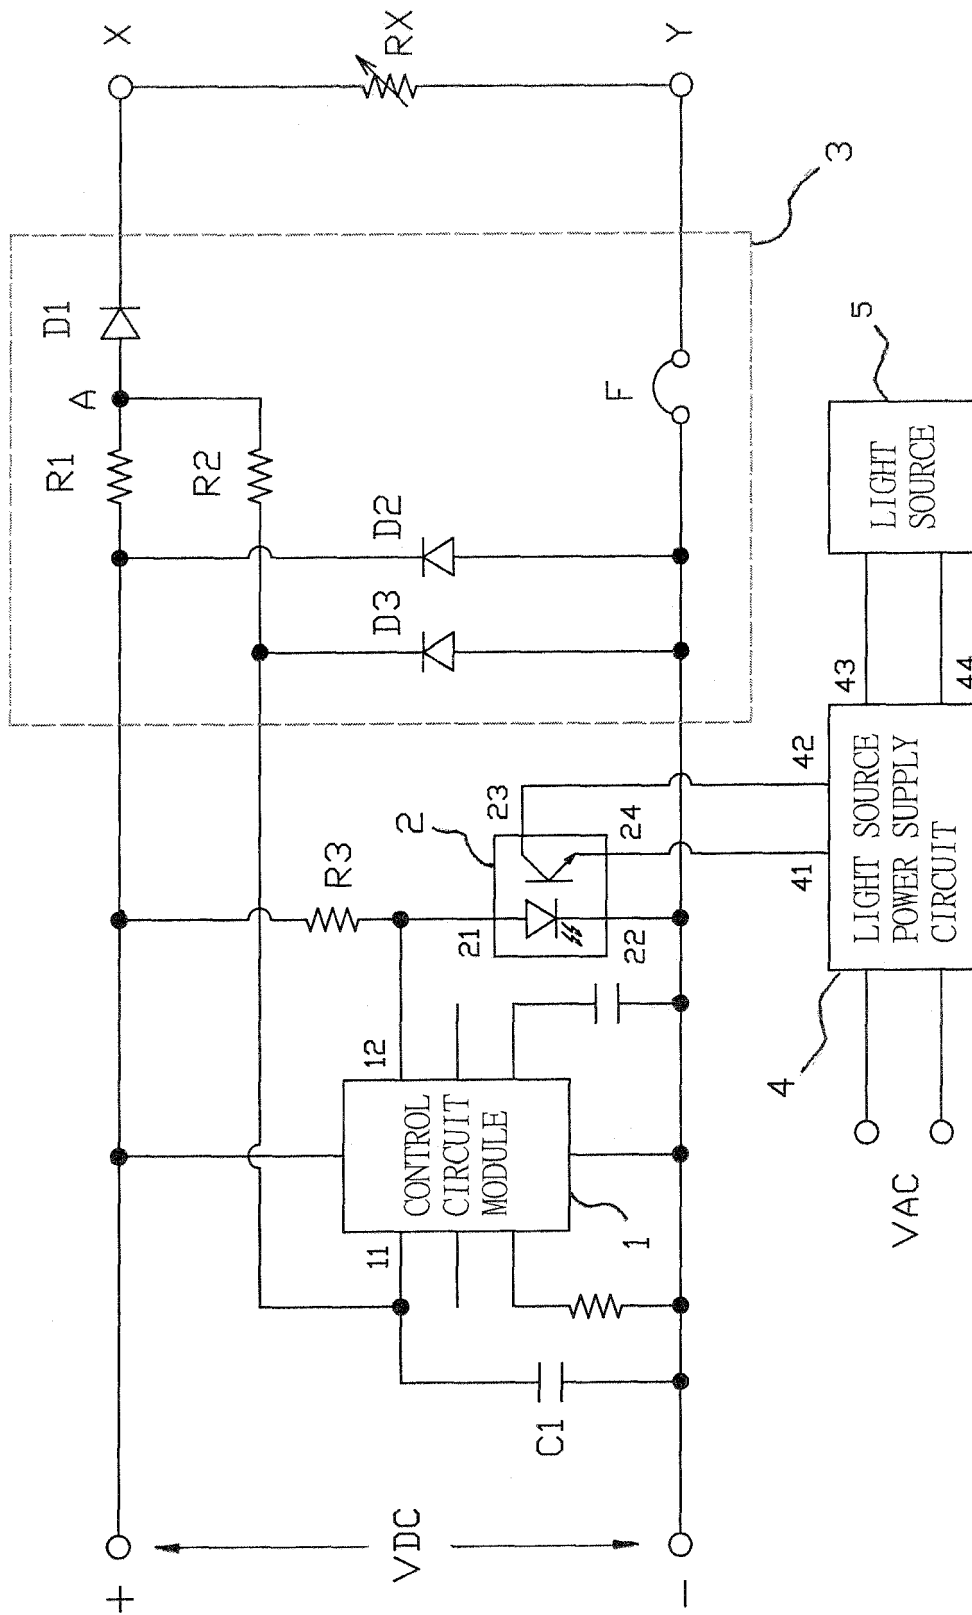 +
−
VDC
C1
11
12
CONTROL
CIRCUIT
MODULE
1
R3
21
22
23
24
2
R1
A
D1
R2
D2
D3
F
3
X
RX
Y
VAC
4
41
42
LIGHT SOURCE
POWER SUPPLY
CIRCUIT
43
44
LIGHT
SOURCE
5